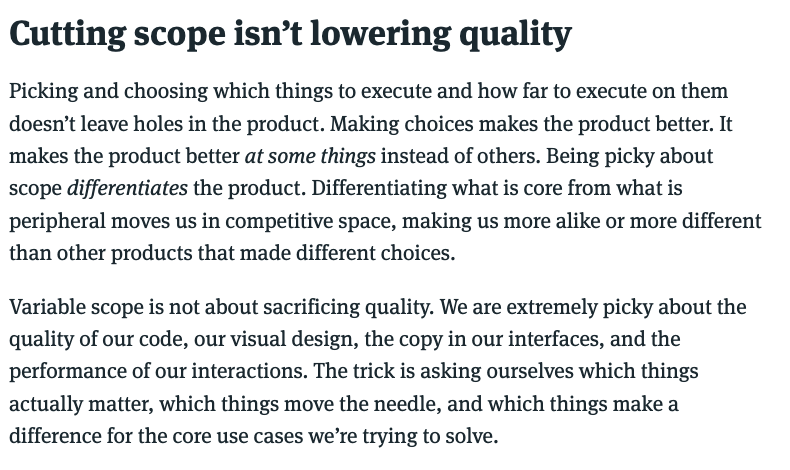 Cutting scope isn’t lowering quality
Picking and choosing which things to execute and how far to execute on them
doesn’t leave holes in the product. Making choices makes the product better. It
makes the product better at some things instead of others. Being picky about
scope differentiates the product. Differentiating what is core from what is
peripheral moves us in competitive space, making us more alike or more different
than other products that made different choices.
Variable scope is not about sacrificing quality. We are extremely picky about the
quality of our code, our visual design, the copy in our interfaces, and the
performance of our interactions. The trick is asking ourselves which things
actually matter, which things move the needle, and which things make a
difference for the core use cases we’re trying to solve.